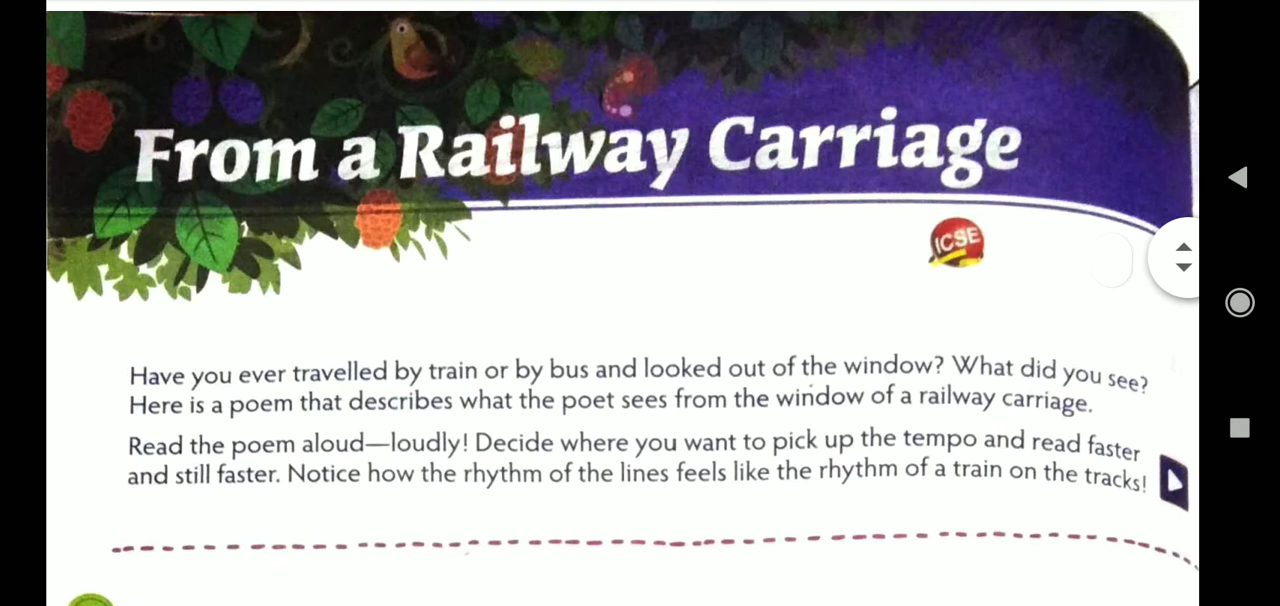 From a Railway Carriage
ICSE
Have you ever travelled by train or by bus and looked out of the window? What did you see?
Here is a poem that describes what the poet sees from the window of a railway carriage.
Read the poem aloud—loudly! Decide where you want to pick up the tempo and read faster
and still faster. Notice how the rhythm of the lines feels like the rhythm of a train on the tracks!